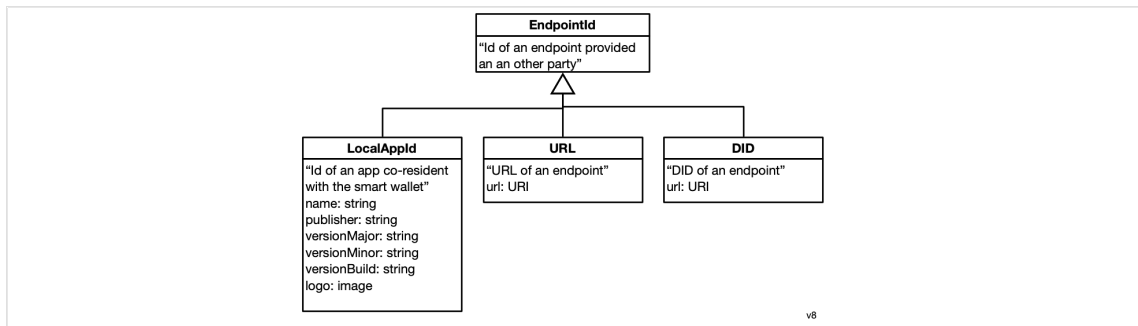 EndpointId
“Id of an endpoint provided
an an other party”
LocalAppId
“Id of an app co-resident
with the smart wallet”
name: string
publisher: string
versionMajor: string
versionMinor: string
versionBuild: string
logo: image
URL
“URL of an endpoint”
url: URI
DID
“DID of an endpoint”
url: URI
v8